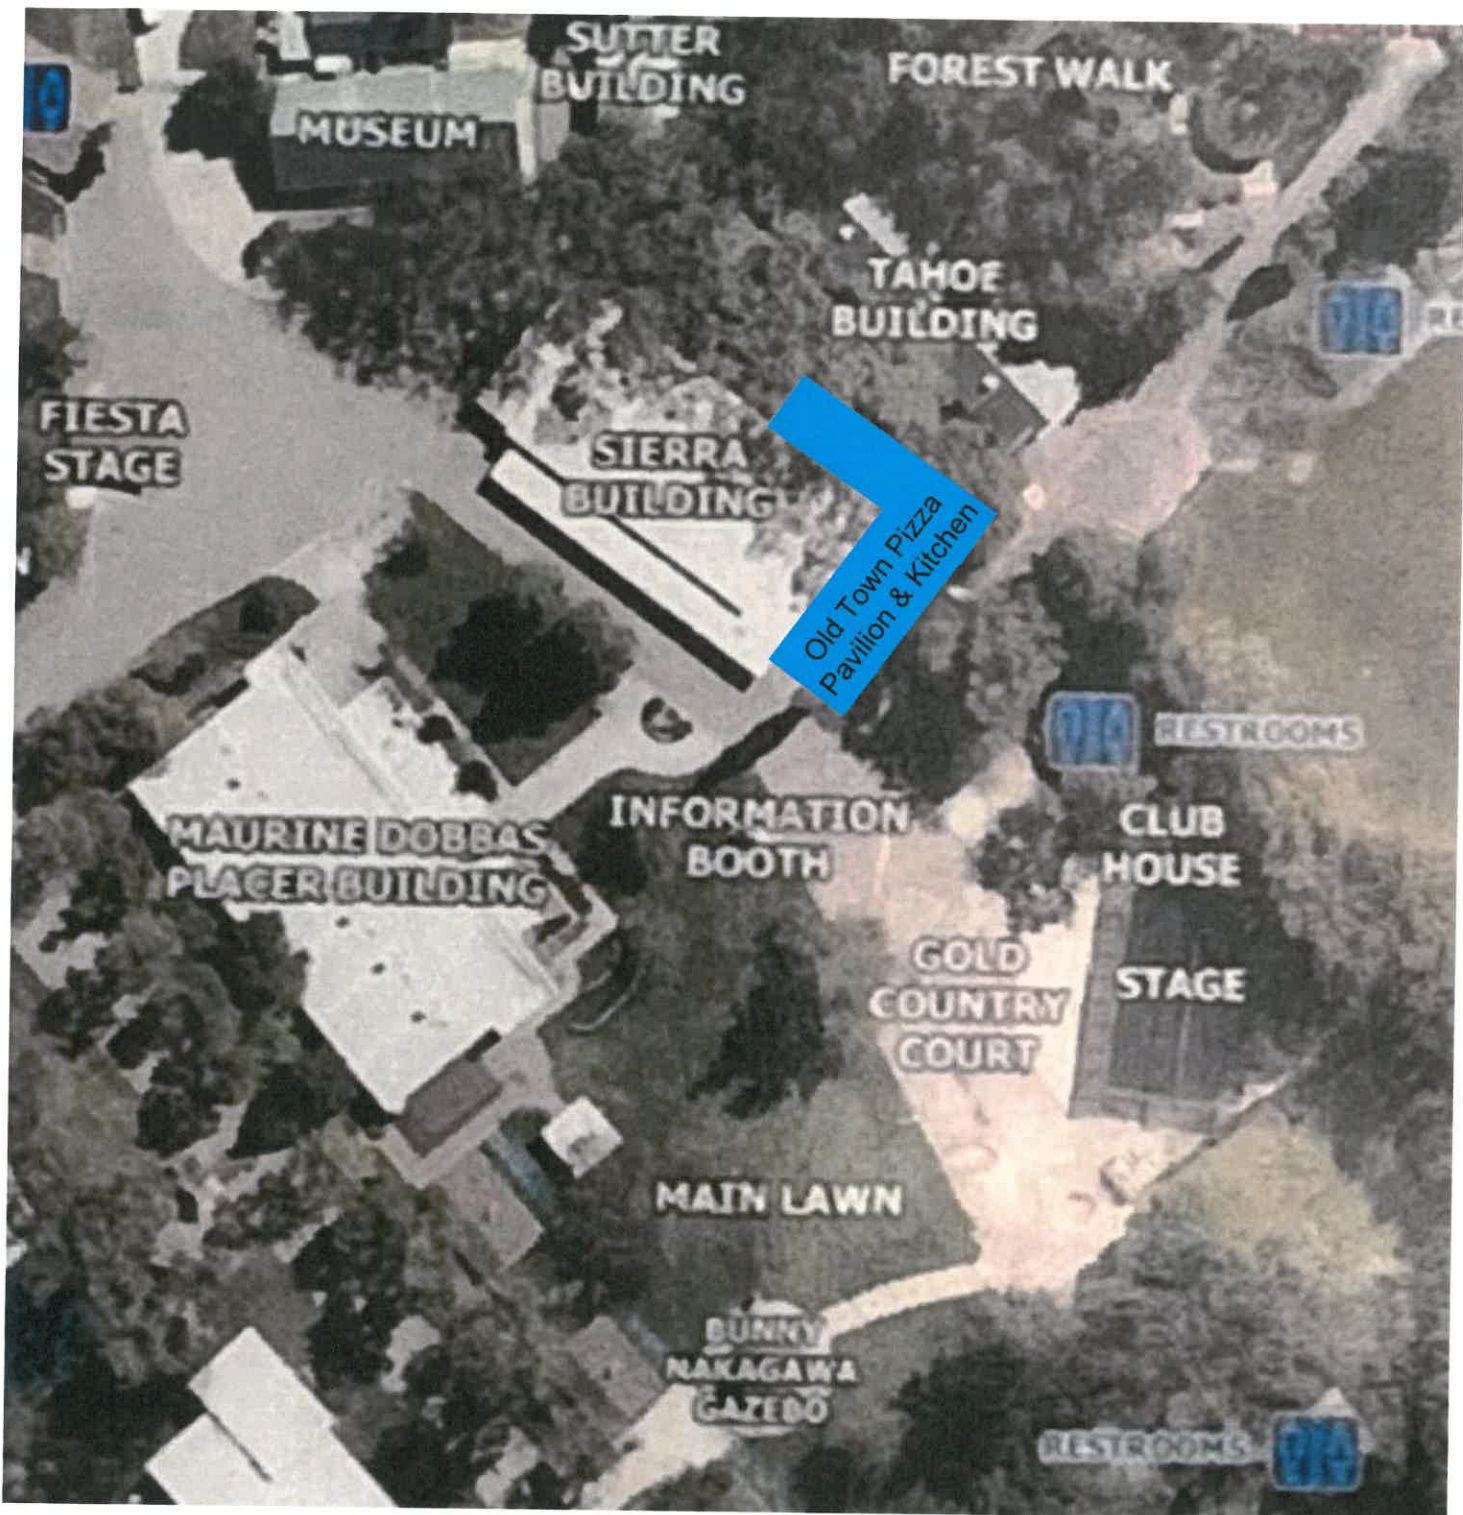 SUTTER
BUILDING
FOREST WALK
MUSEUM
TAHOE
BUILDING
RE
FIESTA
STAGE
SIERRA
BUILDING
Old Town Pizza
Pavilion & Kitchen
RESTROOMS
INFORMATION
BOOTH
CLUB
HOUSE
MAURINE DOBBAS
PLACER BUILDING
GOLD
COUNTRY
COURT
STAGE
MAIN LAWN
BUNNY
NAKAGAWA
GAZEBO
RESTROOMS